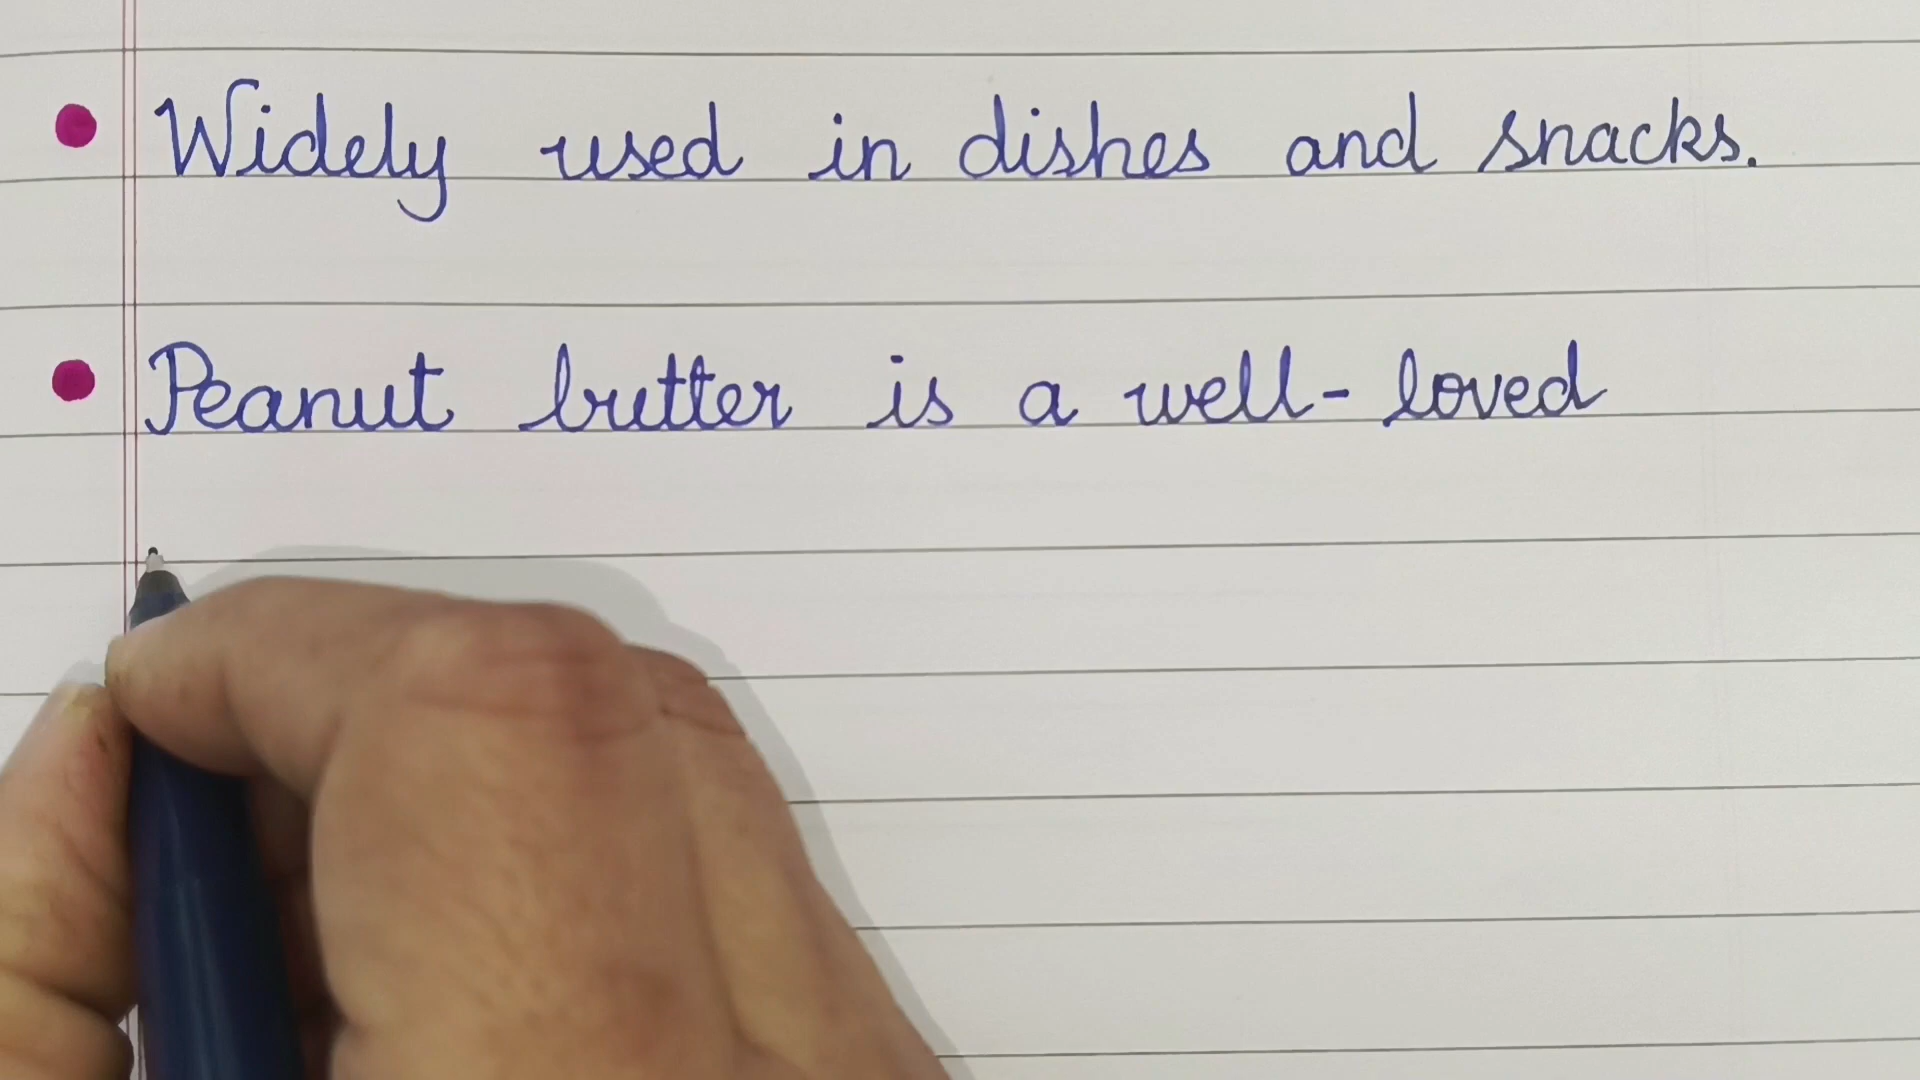 Widely used in dishes and snacks.
Peanut butter is a well-loved